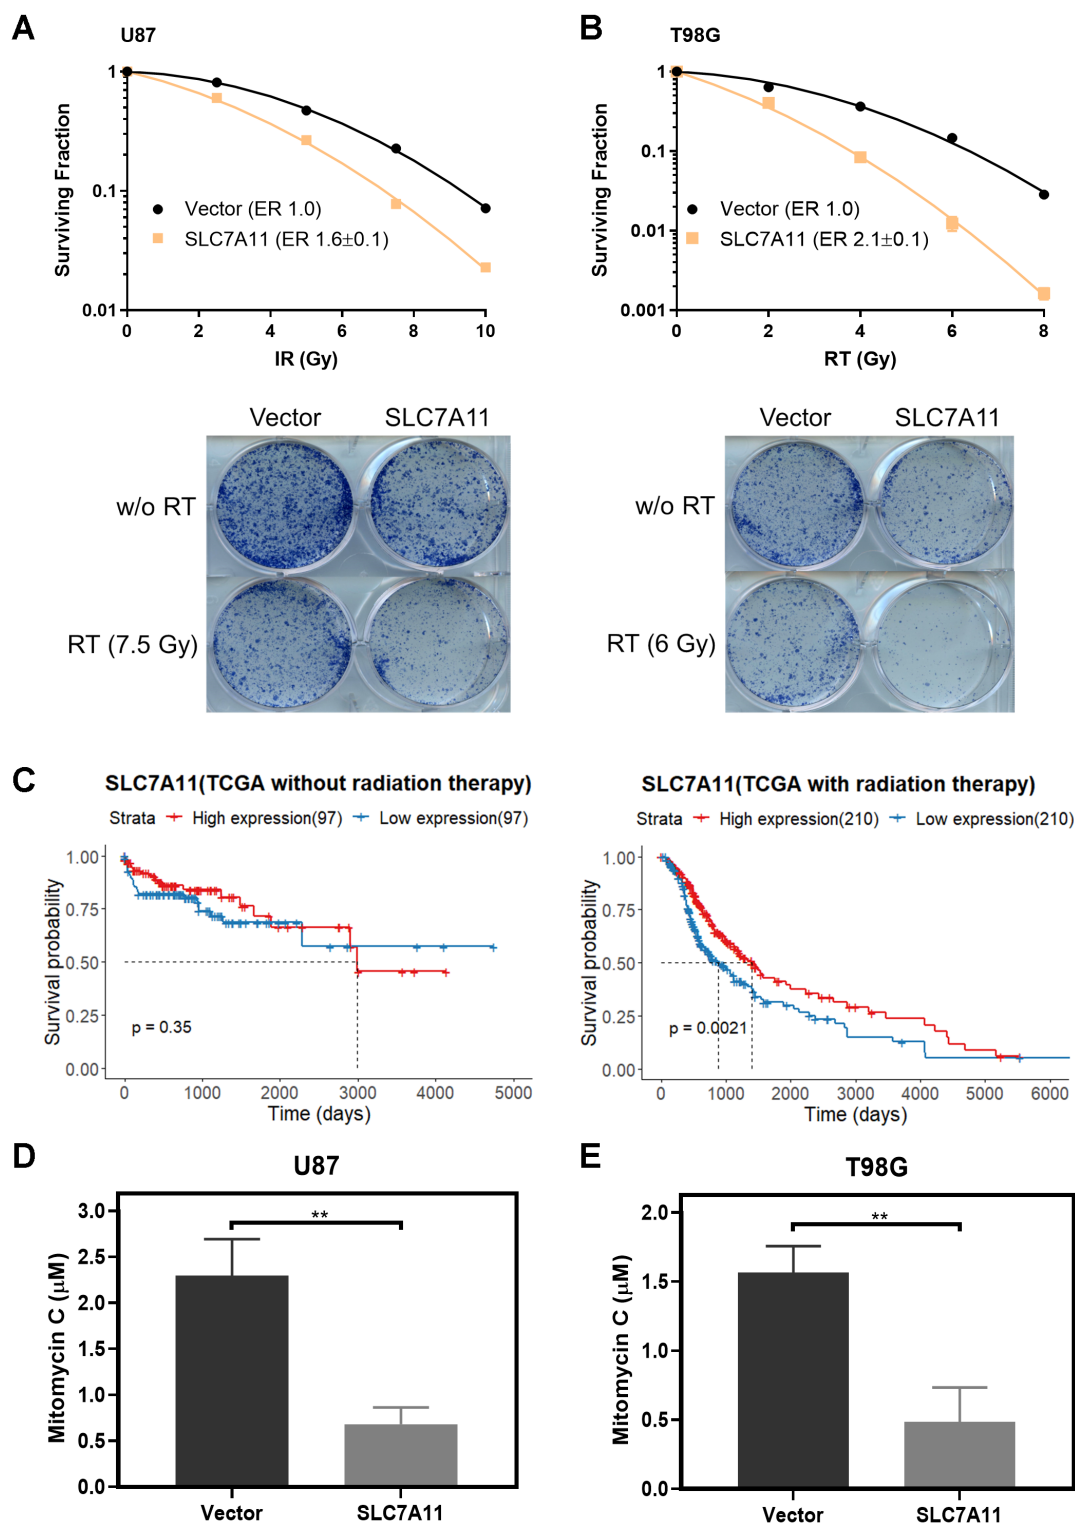 A
U87
Surviving Fraction
1
0.1
0.01
Vector (ER 1.0)
SLC7A11 (ER 1.6±0.1)
0 2 4 6 8 10
IR (Gy)
B
T98G
Surviving Fraction
1
0.1
0.01
0.001
Vector (ER 1.0)
SLC7A11 (ER 2.1±0.1)
0 2 4 6 8
RT (Gy)
Vector SLC7A11
w/o RT
RT (7.5 Gy)
Vector SLC7A11
w/o RT
RT (6 Gy)
C
SLC7A11(TCGA without radiation therapy)
Strata High expression(97) Low expression(97)
Survival probability
1.00
0.75
0.50
0.25
0.00
p = 0.35
0 1000 2000 3000 4000 5000
Time (days)
SLC7A11(TCGA with radiation therapy)
Strata High expression(210) Low expression(210)
Survival probability
1.00
0.75
0.50
0.25
0.00
p = 0.0021
0 1000 2000 3000 4000 5000 6000
Time (days)
D
U87
Mitomycin C (μM)
3.0
2.5
2.0
1.5
1.0
0.5
0.0
**
Vector SLC7A11
E
T98G
Mitomycin C (μM)
2.0
1.5
1.0
0.5
0.0
**
Vector SLC7A11